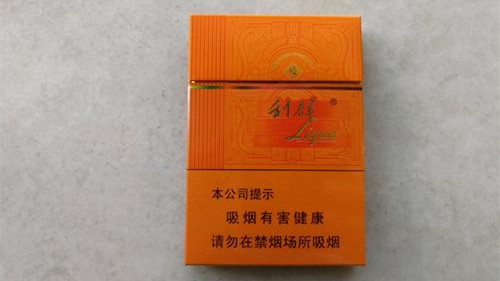 利群®
Liqun
本公司提示
吸烟有害健康
请勿在禁烟场所吸烟